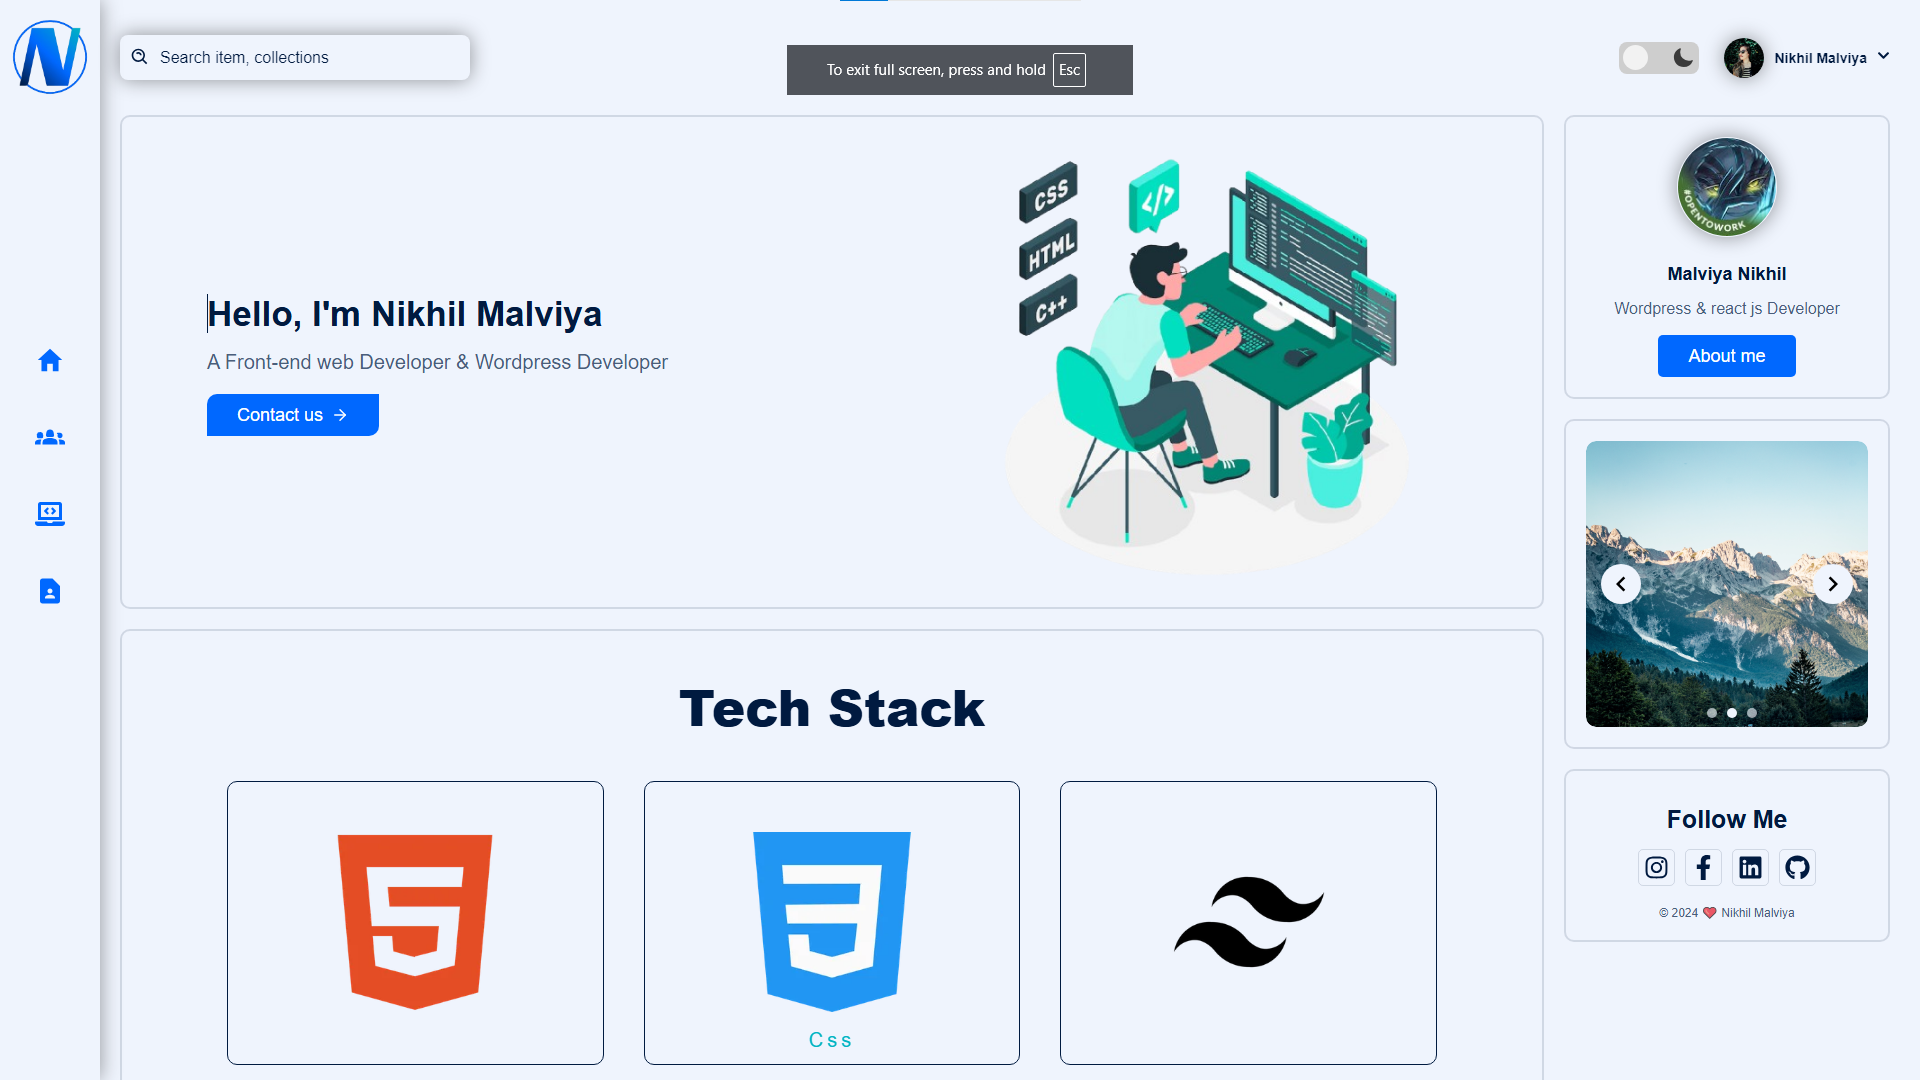 Search item, collections
To exit full screen, press and hold Esc
Nikhil Malviya
Hello, I'm Nikhil Malviya
A Front-end web Developer & Wordpress Developer
Contact us →
CSS
</>
HTML
C++
#OPENTOWORK
Malviya Nikhil
Wordpress & react js Developer
About me
Tech Stack
Css
Follow Me
© 2024 ❤️ Nikhil Malviya